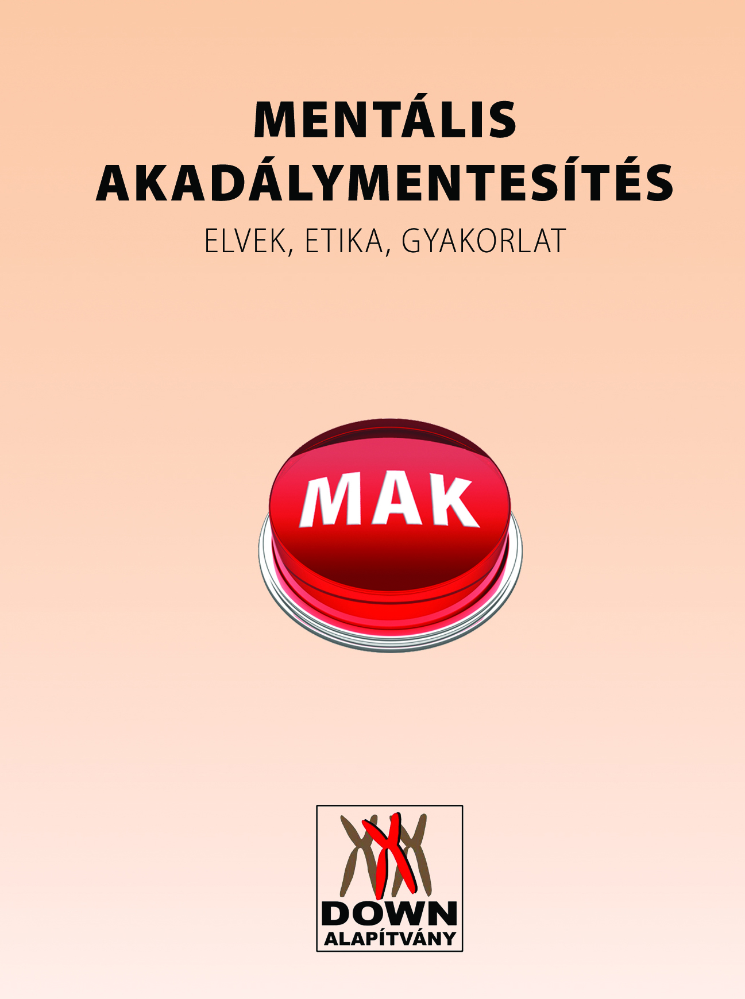 MENTÁLIS
AKADÁLYMENTESÍTÉS
ELVEK, ETIKA, GYAKORLAT
MAK
DOWN
ALAPÍTVÁNY